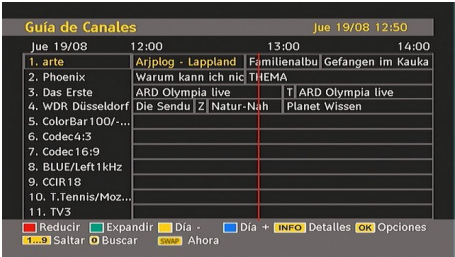 Guía de Canales Jue 19/08 12:50
Jue 19/08 12:00 13:00 14:00
1. arte Arjplog - Lappland Familienalbu Gefangen im Kauka
2. Phoenix Warum kann ich nic THEMA
3. Das Erste ARD Olympia live T ARD Olympia live
4. WDR Düsseldorf Die Sendu Z Natur-Nah Planet Wissen
5. ColorBar100/-...
6. Codec4:3
7. Codec16:9
8. BLUE/Left1kHz
9. CCIR18
10. T.Tennis/Moz...
11. TV3
Reducir Expandir Día - Día + INFO Detalles OK Opciones
1...9 Saltar 0 Buscar SWAP Ahora